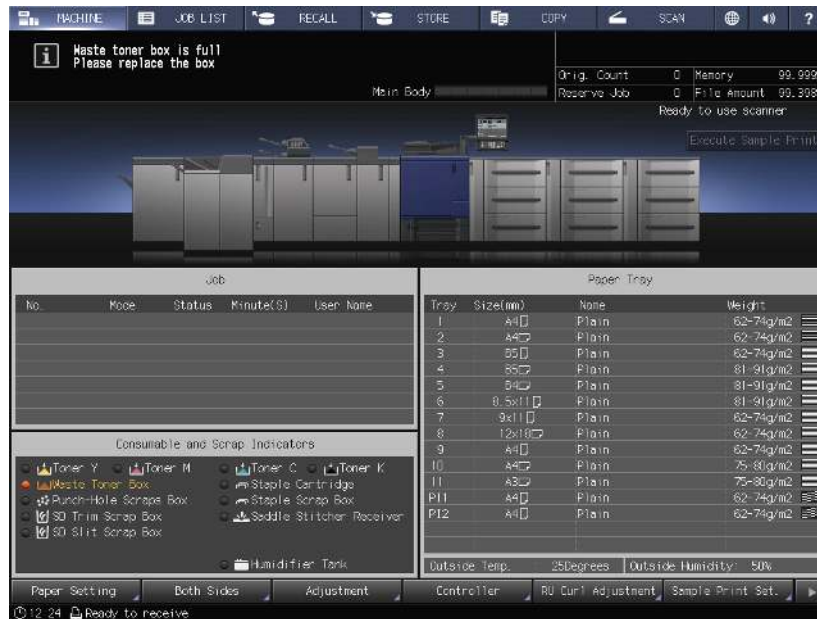 MACHINE JOB LIST RECALL STORE COPY SCAN ?
Waste toner box is full
Please replace the box
Main Body
Orig. Count 0 Memory 99.999
Reserve Job 0 File Amount 99.398
Ready to use scanner
Execute Sample Print
Job
No. Mode Status Minute(S) User Name
Paper Tray
Tray Size(mm) Name Weight
1 A4 Plain 62-74g/m2
2 A4 Plain 62-74g/m2
3 B5 Plain 62-74g/m2
4 B5 Plain 81-91g/m2
5 B4 Plain 81-91g/m2
6 8.5x11 Plain 81-91g/m2
7 9x11 Plain 62-74g/m2
8 12x18 Plain 62-74g/m2
9 A4 Plain 62-74g/m2
10 A4 Plain 75-80g/m2
11 A3 Plain 75-80g/m2
PI1 A4 Plain 62-74g/m2
PI2 A4 Plain 62-74g/m2
Outside Temp. 25Degrees Outside Humidity: 50%
Consumable and Scrap Indicators
Toner Y Toner M Toner C Toner K
Waste Toner Box Staple Cartridge
Punch-Hole Scraps Box Staple Scrap Box
SD Trim Scrap Box Saddle Stitcher Receiver
SD Slit Scrap Box
Humidifier Tank
Paper Setting Both Sides Adjustment Controller RU Curl Adjustment Sample Print Set.
12:24 Ready to receive